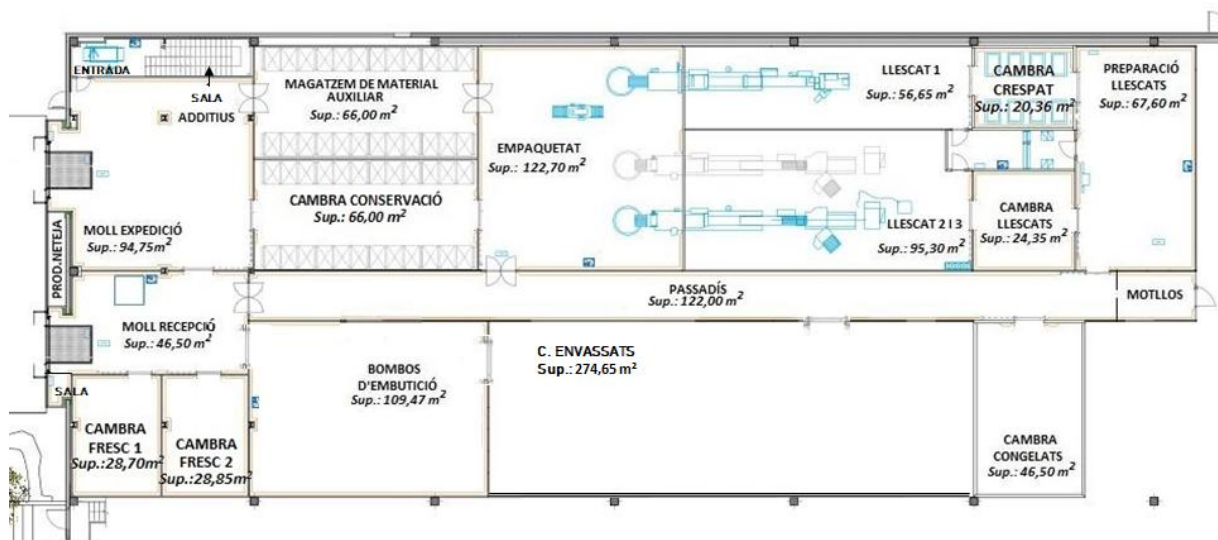 ENTRADA
SALA
ADDITIUS
MAGATZEM DE MATERIAL
AUXILIAR
Sup.: 66,00 m²
EMPAQUETAT
Sup.: 122,70 m²
LLESCAT 1
Sup.: 56,65 m²
CAMBRA
CRESPAT
Sup.: 20,36 m²
PREPARACIÓ
LLESCATS
Sup.: 67,60 m²
CAMBRA CONSERVACIÓ
Sup.: 66,00 m²
MOLL EXPEDICIÓ
Sup.: 94,75m²
LLESCAT 2 I 3
Sup.: 95,30 m²
CAMBRA
LLESCATS
Sup.: 24,35 m²
PROD.NETEJA
PASSADÍS
Sup.: 122,00 m²
MOTLLOS
MOLL RECEPCIÓ
Sup.: 46,50 m²
C. ENVASSATS
Sup.: 274,65 m²
BOMBOS
D'EMBUTICIÓ
Sup.: 109,47 m²
SALA
CAMBRA
FRESC 1
Sup.:28,70m²
CAMBRA
FRESC 2
Sup.:28,85m²
CAMBRA
CONGELATS
Sup.: 46,50 m²